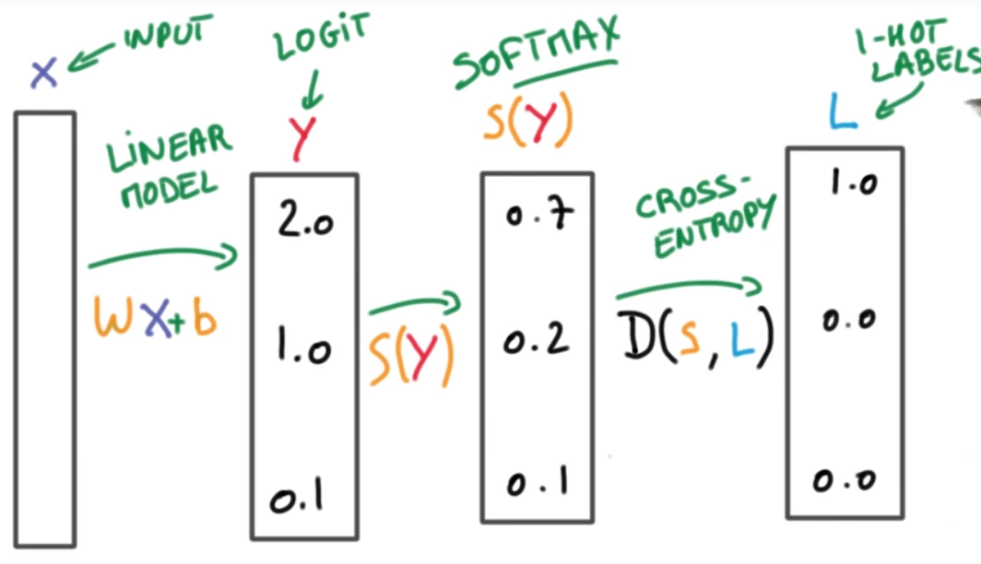 X
INPUT
LINEAR
MODEL
WX+b
LOGIT
Y
2.0
1.0
0.1
S(Y)
SOFTMAX
S(Y)
0.7
0.2
0.1
CROSS-
ENTROPY
D(S,L)
1-HOT
LABELS
L
1.0
0.0
0.0